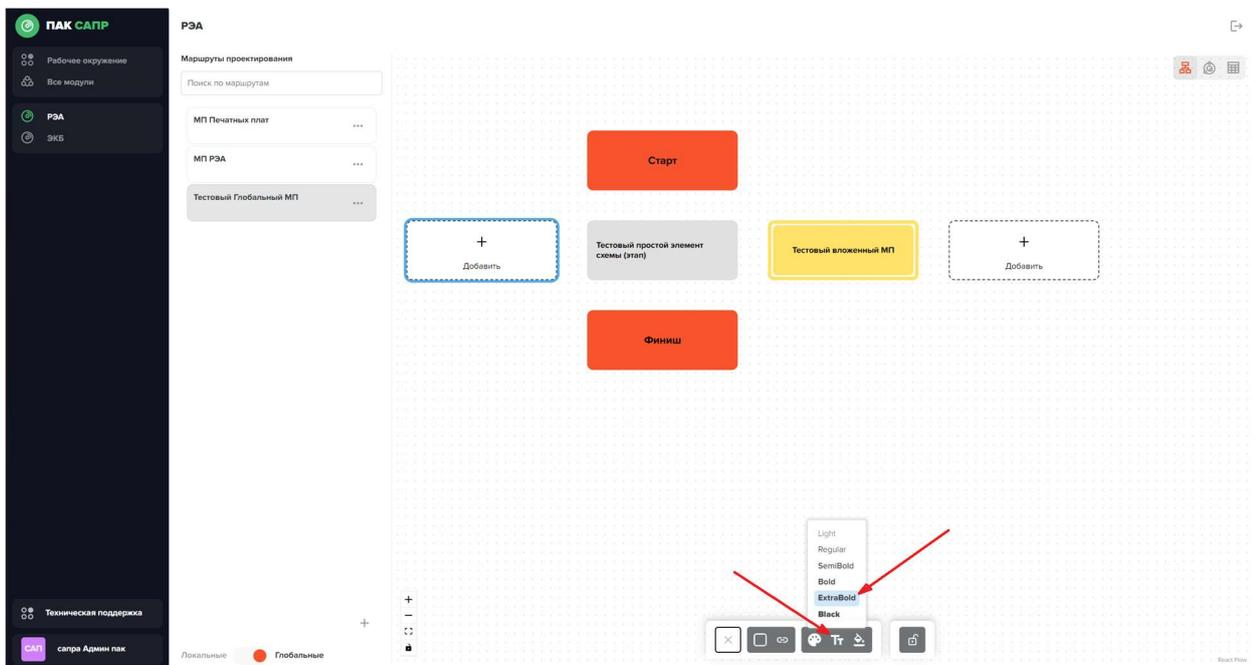 ПАК САПР
Рабочее окружение
Все модули
РЭА
ЭКБ
Техническая поддержка
САП
сапра Админ пак
РЭА
Маршруты проектирования
Поиск по маршрутам
МП Печатных плат
МП РЭА
Тестовый Глобальный МП
Локальные
Глобальные
Старт
Добавить
Тестовый простой элемент
схемы (этап)
Тестовый вложенный МП
Добавить
Финиш
Light
Regular
SemiBold
Bold
ExtraBold
Black
Тт
React Flow